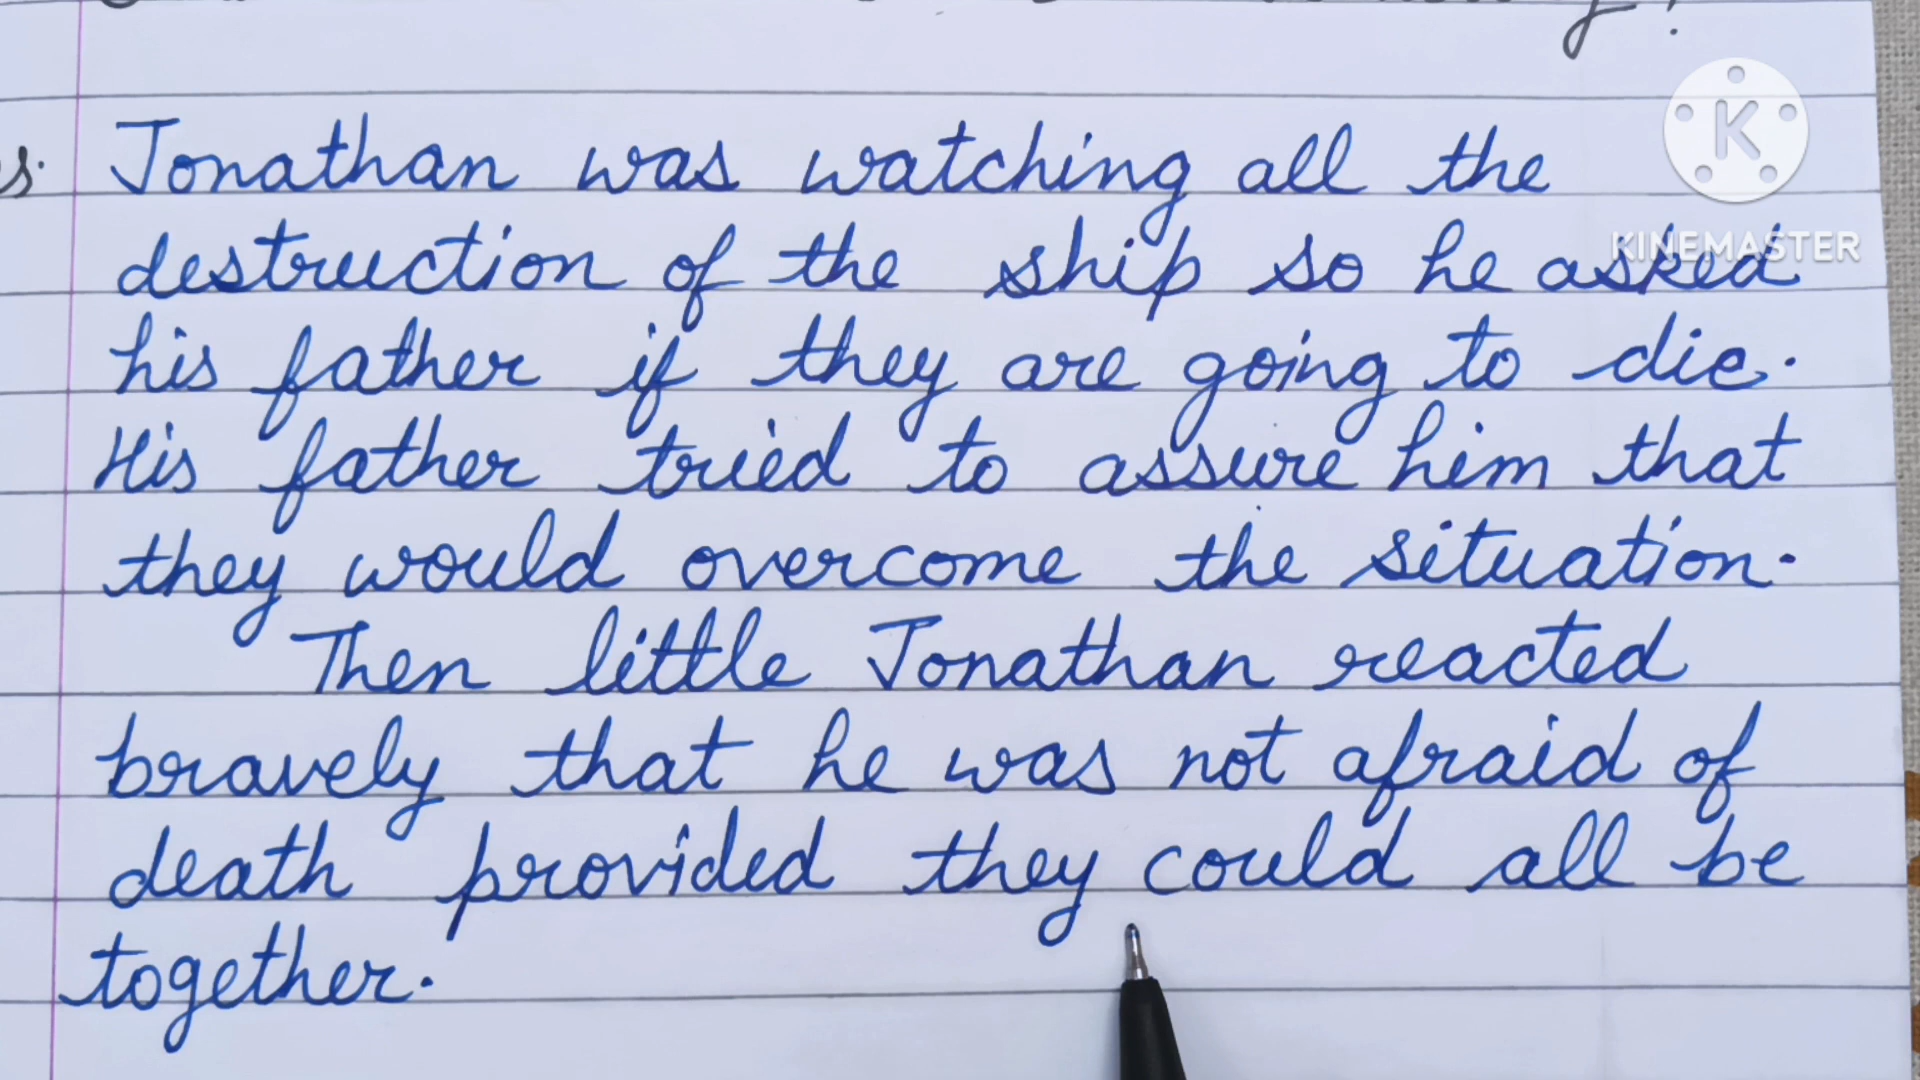 Jonathan was watching all the
K
KINEMASTER
destruction of the ship so he asked
his father if they are going to die.
His father tried to assure him that
they would overcome the situation.
Then little Jonathan reacted
bravely that he was not afraid of
death provided they could all be
together.